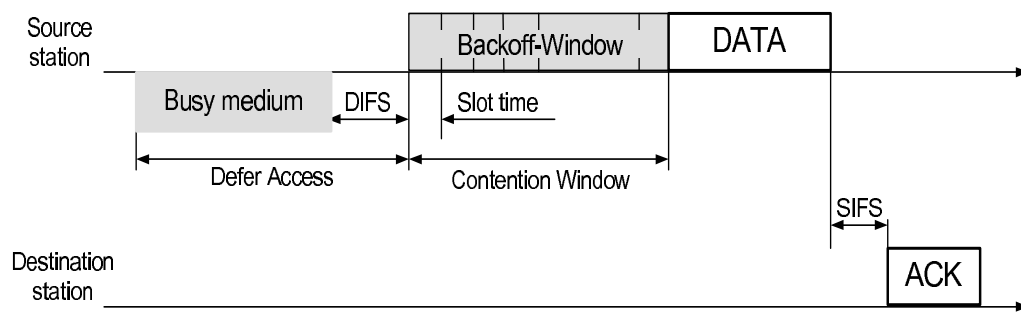 Source
station
Backoff-Window
DATA
Busy medium
DIFS
Slot time
Defer Access
Contention Window
SIFS
Destination
station
ACK